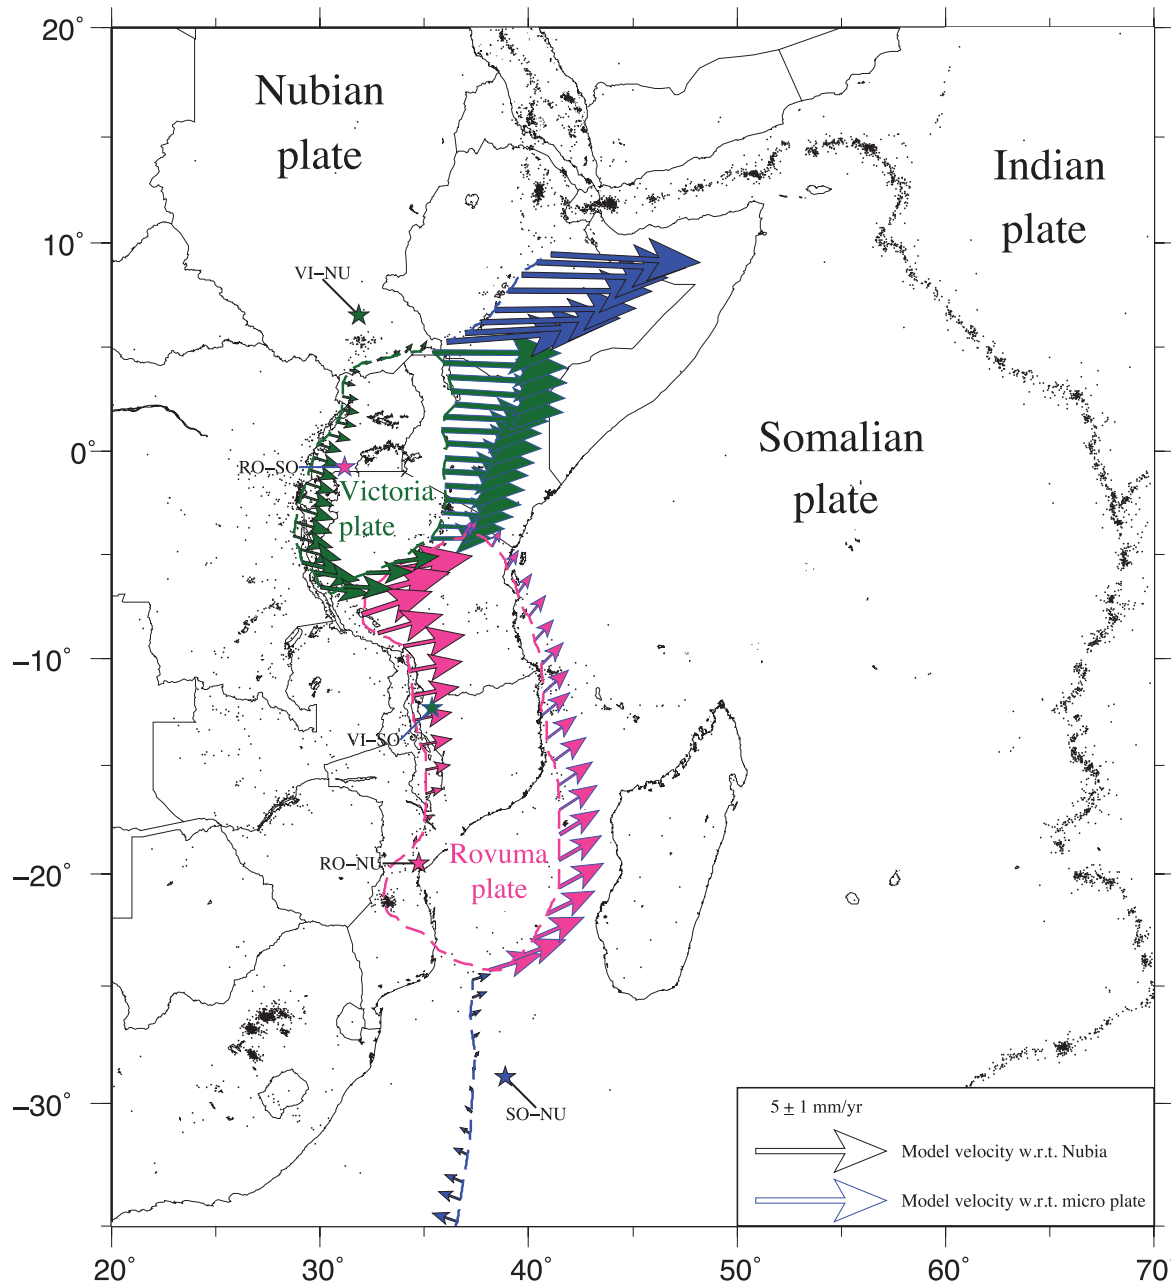 20°
Nubian
plate
Indian
plate
10°
VI–NU
Somalian
plate
0°
RO–SO
Victoria
plate
−10°
VI–SO
RO–NU
Rovuma
plate
−20°
SO–NU
−30°
5 ± 1 mm/yr
Model velocity w.r.t. Nubia
Model velocity w.r.t. micro plate
20° 30° 40° 50° 60° 70°